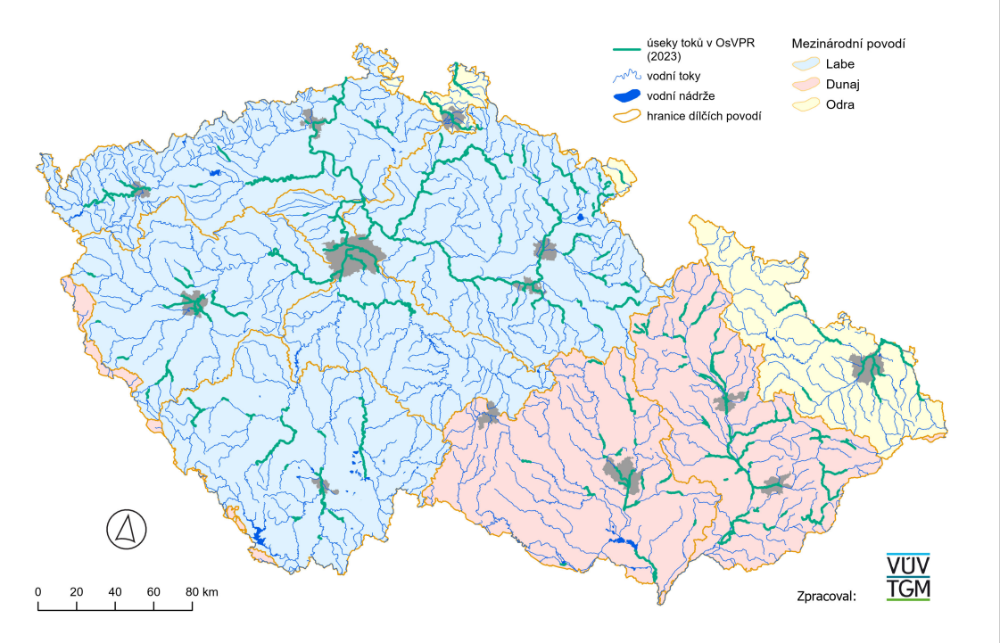 úseky toků v OsVPR
(2023)
vodní toky
vodní nádrže
hranice dílčích povodí
Mezinárodní povodí
Labe
Dunaj
Odra
0 20 40 60 80 km
Zpracoval:
VÚV
TGM